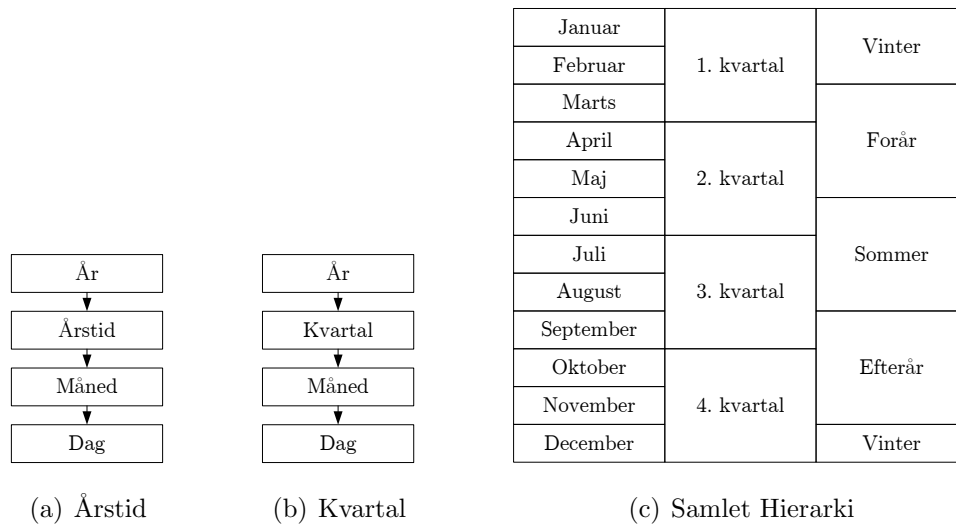 År
Årstid
Måned
Dag
(a) Årstid
År
Kvartal
Måned
Dag
(b) Kvartal
Januar
Februar
Marts
April
Maj
Juni
Juli
August
September
Oktober
November
December
1. kvartal
2. kvartal
3. kvartal
4. kvartal
Vinter
Forår
Sommer
Efterår
Vinter
(c) Samlet Hierarki